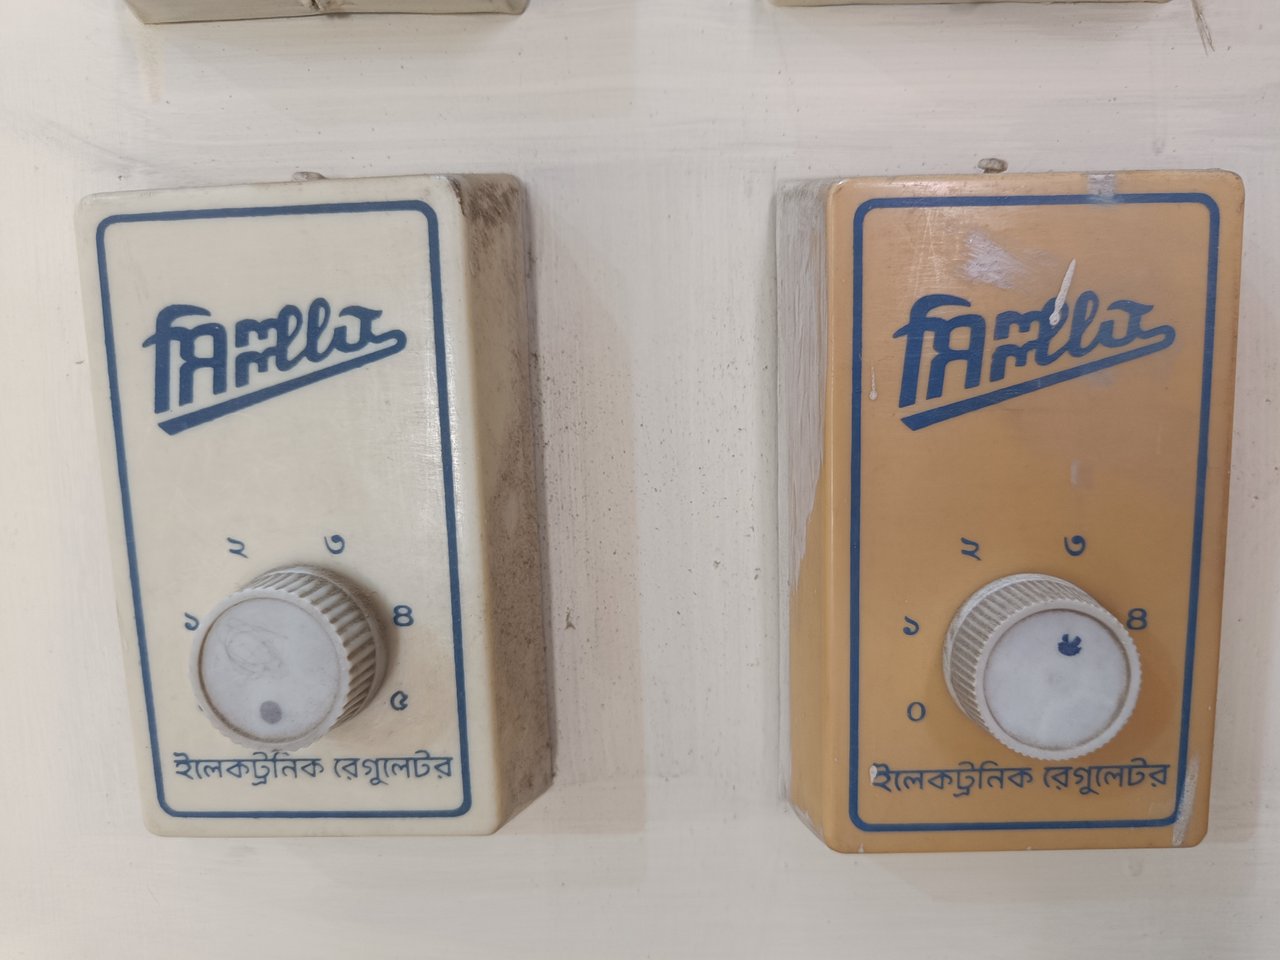 মিল্লাত
২ ৩
১ ৪
৫
ইলেকট্রনিক রেগুলেটর
মিল্লাত
২ ৩
১ ৪
০
ইলেকট্রনিক রেগুলেটর